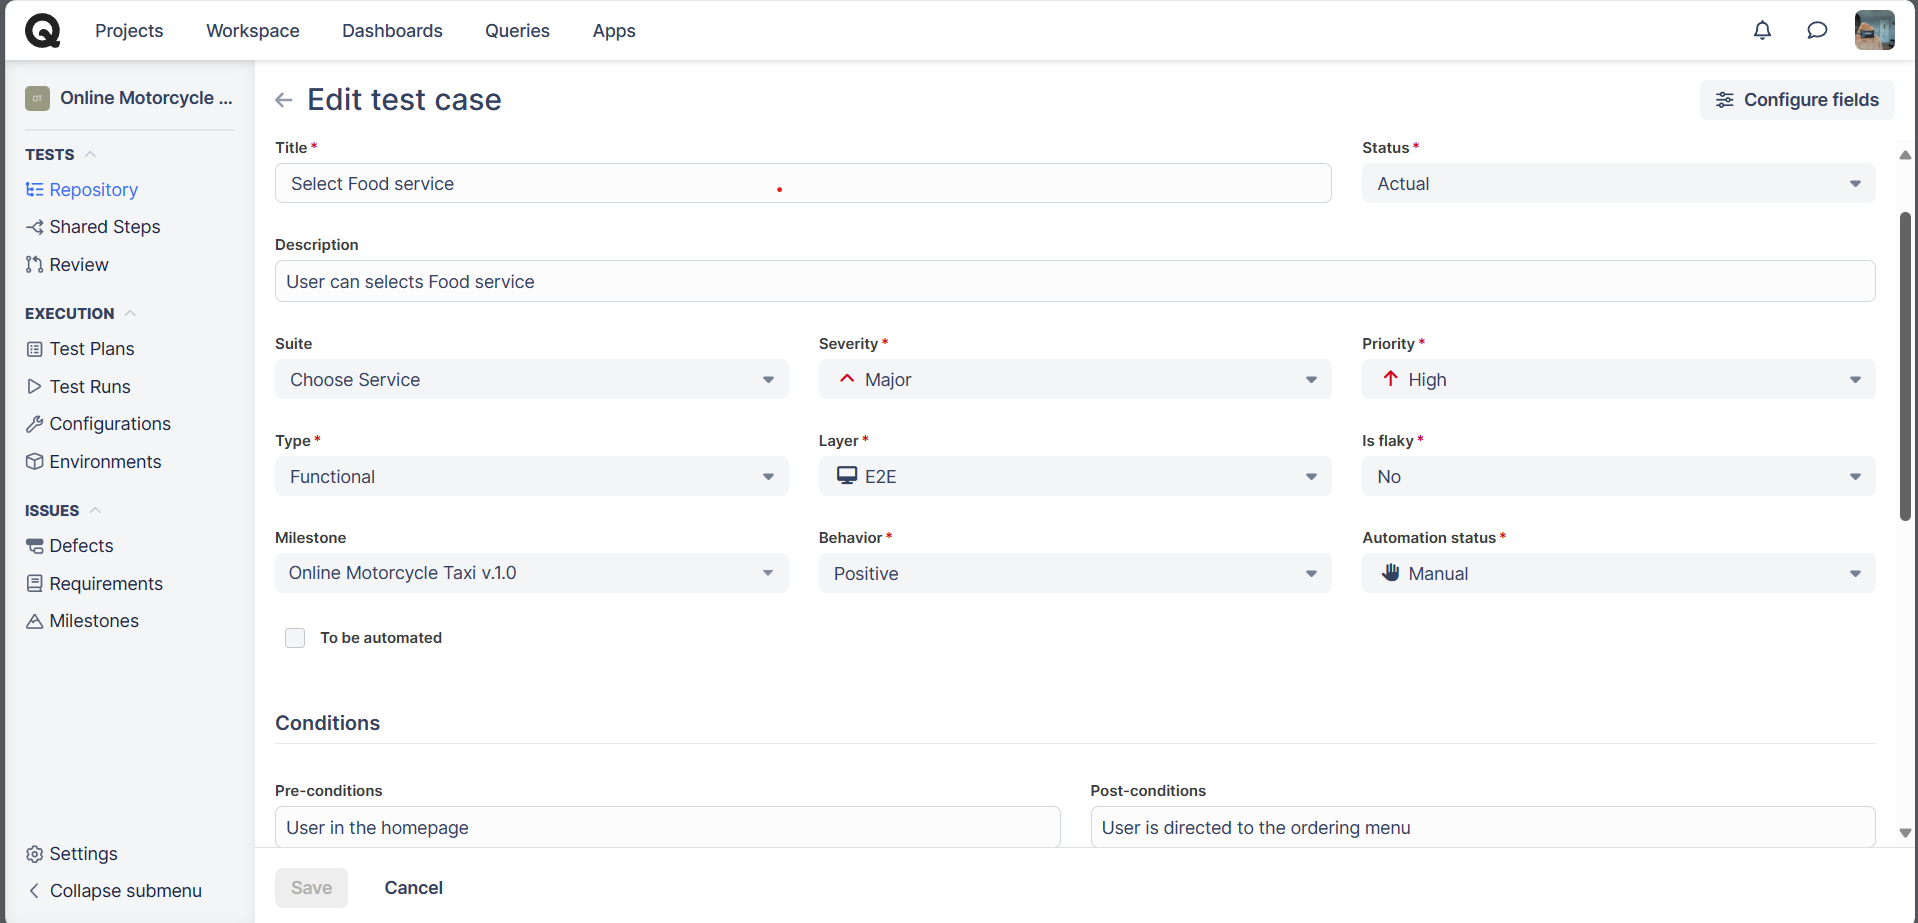 Projects Workspace Dashboards Queries Apps
OT Online Motorcycle ...
TESTS
Repository
Shared Steps
Review
EXECUTION
Test Plans
Test Runs
Configurations
Environments
ISSUES
Defects
Requirements
Milestones
Settings
Collapse submenu
Edit test case
Configure fields
Title *
Status *
Select Food service
Actual
Description
User can selects Food service
Suite
Severity *
Priority *
Choose Service
Major
High
Type *
Layer *
Is flaky *
Functional
E2E
No
Milestone
Behavior *
Automation status *
Online Motorcycle Taxi v.1.0
Positive
Manual
To be automated
Conditions
Pre-conditions
Post-conditions
User in the homepage
User is directed to the ordering menu
Save
Cancel